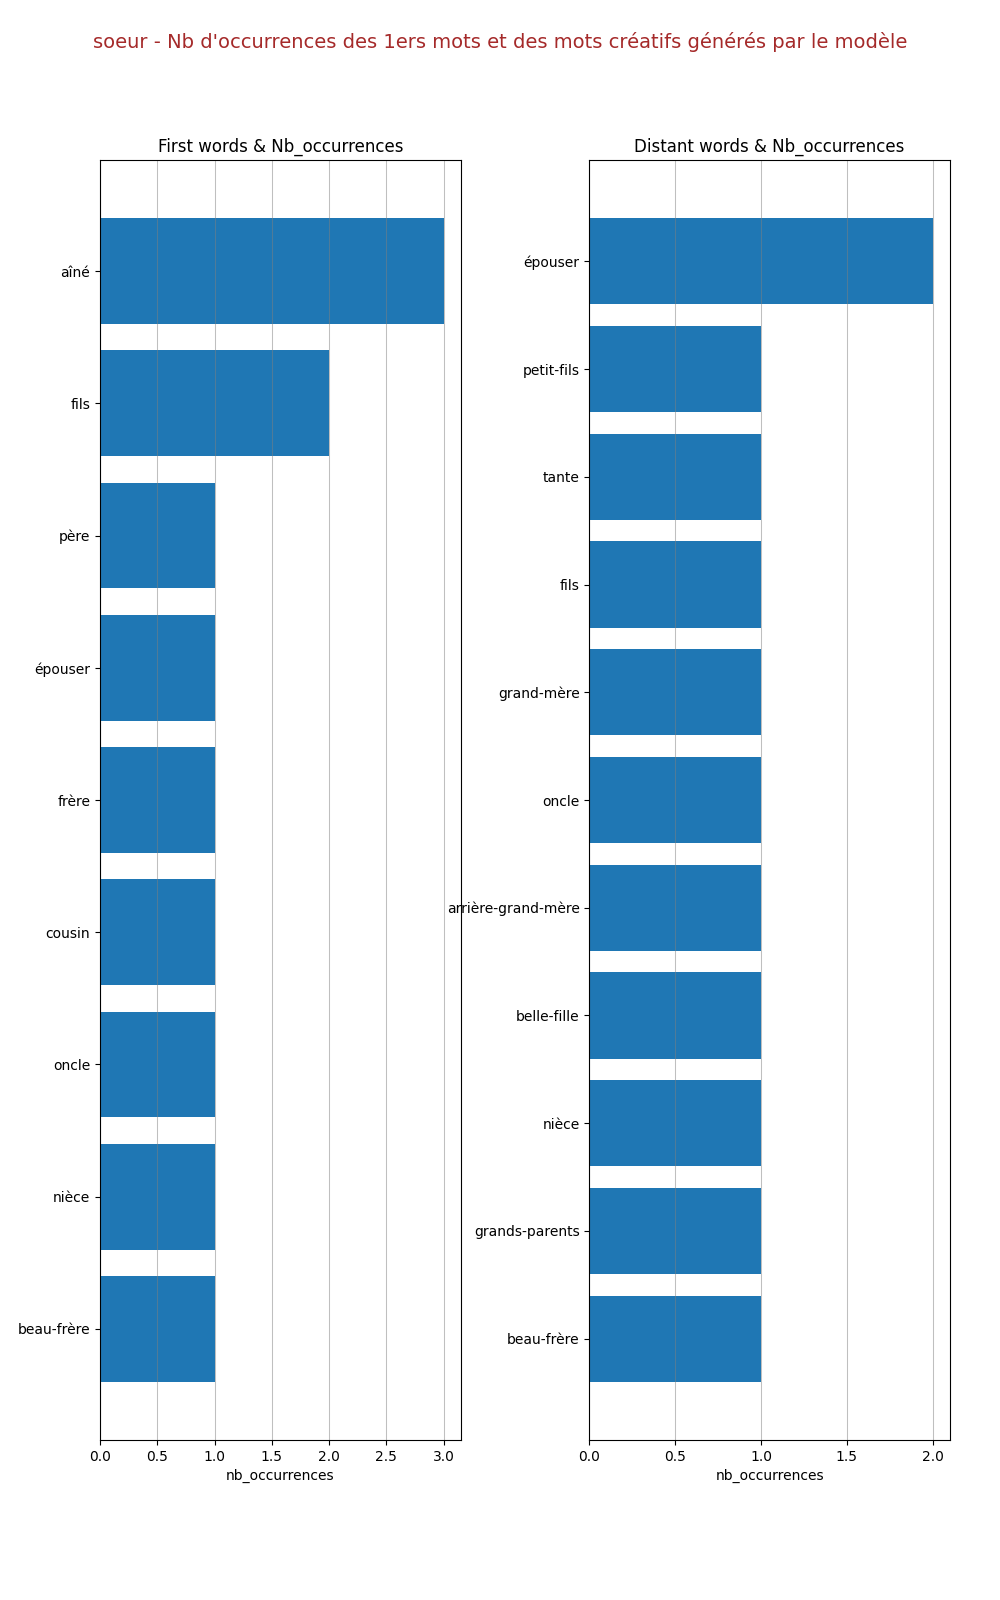 soeur - Nb d'occurrences des 1ers mots et des mots créatifs générés par le modèle
First words & Nb_occurrences
aîné
fils
père
épouser
frère
cousin
oncle
nièce
beau-frère
0.0 0.5 1.0 1.5 2.0 2.5 3.0
nb_occurrences
Distant words & Nb_occurrences
épouser
petit-fils
tante
fils
grand-mère
oncle
arrière-grand-mère
belle-fille
nièce
grands-parents
beau-frère
0.0 0.5 1.0 1.5 2.0
nb_occurrences